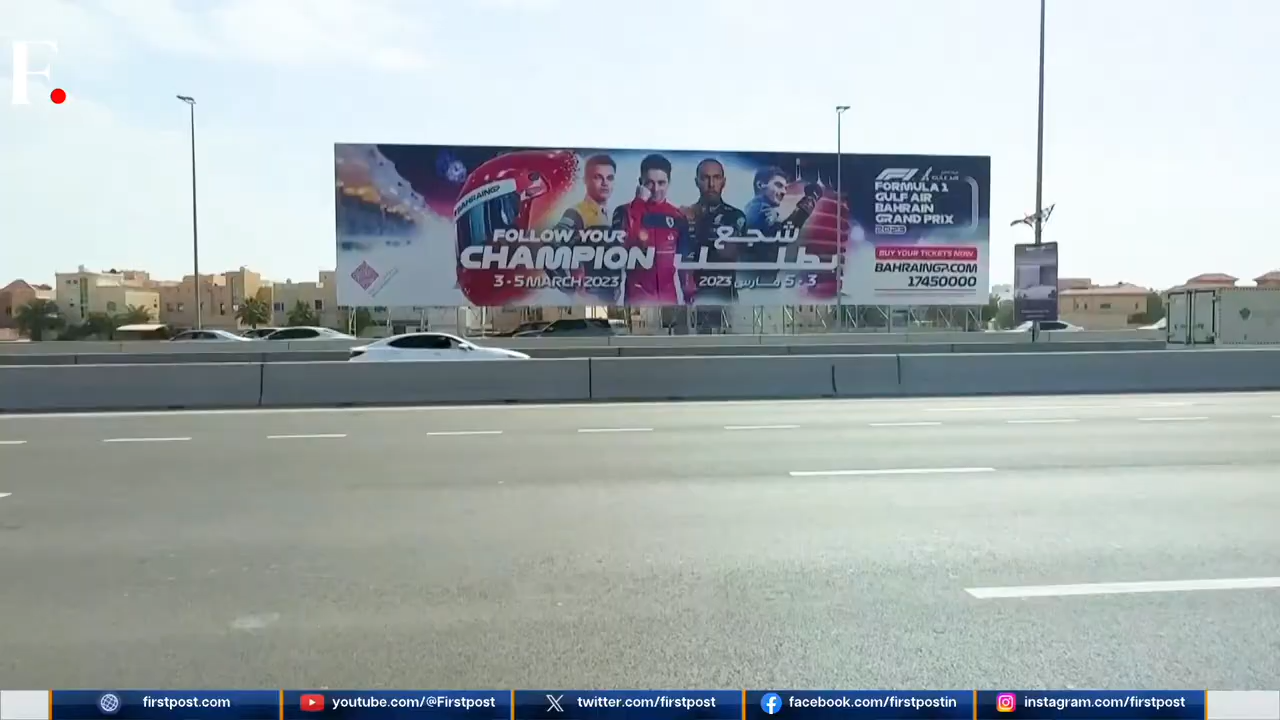 F.
BAHRAINGP
FOLLOW YOUR
CHAMPION
3 - 5 MARCH 2023
شجع
بطلك
3 - 5 مارس 2023
F1
GULF AIR
FORMULA 1
GULF AIR
BAHRAIN
GRAND PRIX
2023
BUY YOUR TICKETS NOW
BAHRAINGP.COM
17450000
firstpost.com
youtube.com/@Firstpost
twitter.com/firstpost
facebook.com/firstpostin
instagram.com/firstpost